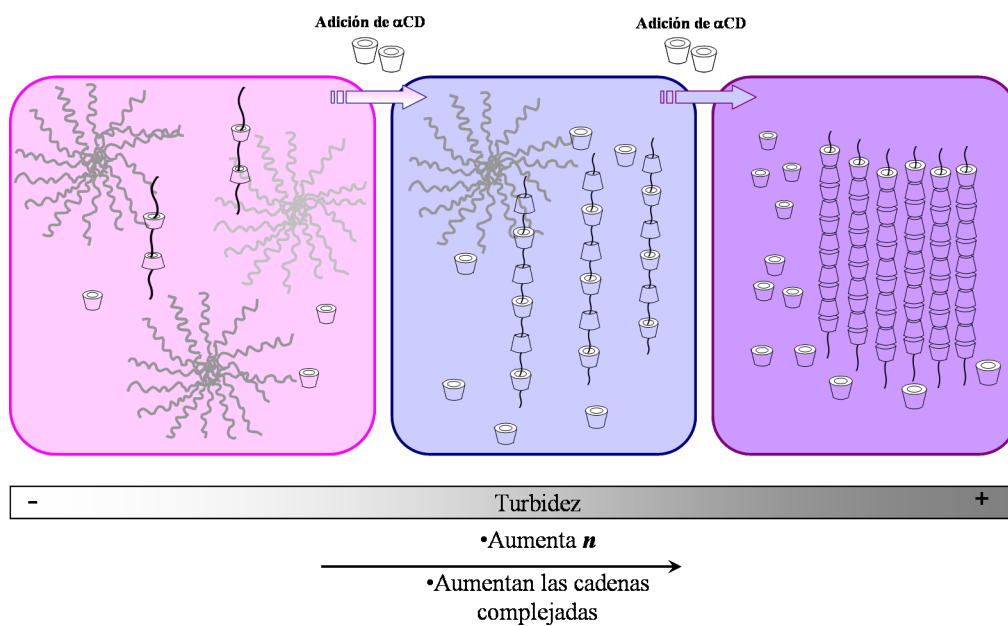 Adición de αCD
Adición de αCD
- Turbidez +
•Aumenta n
•Aumentan las cadenas
complejadas